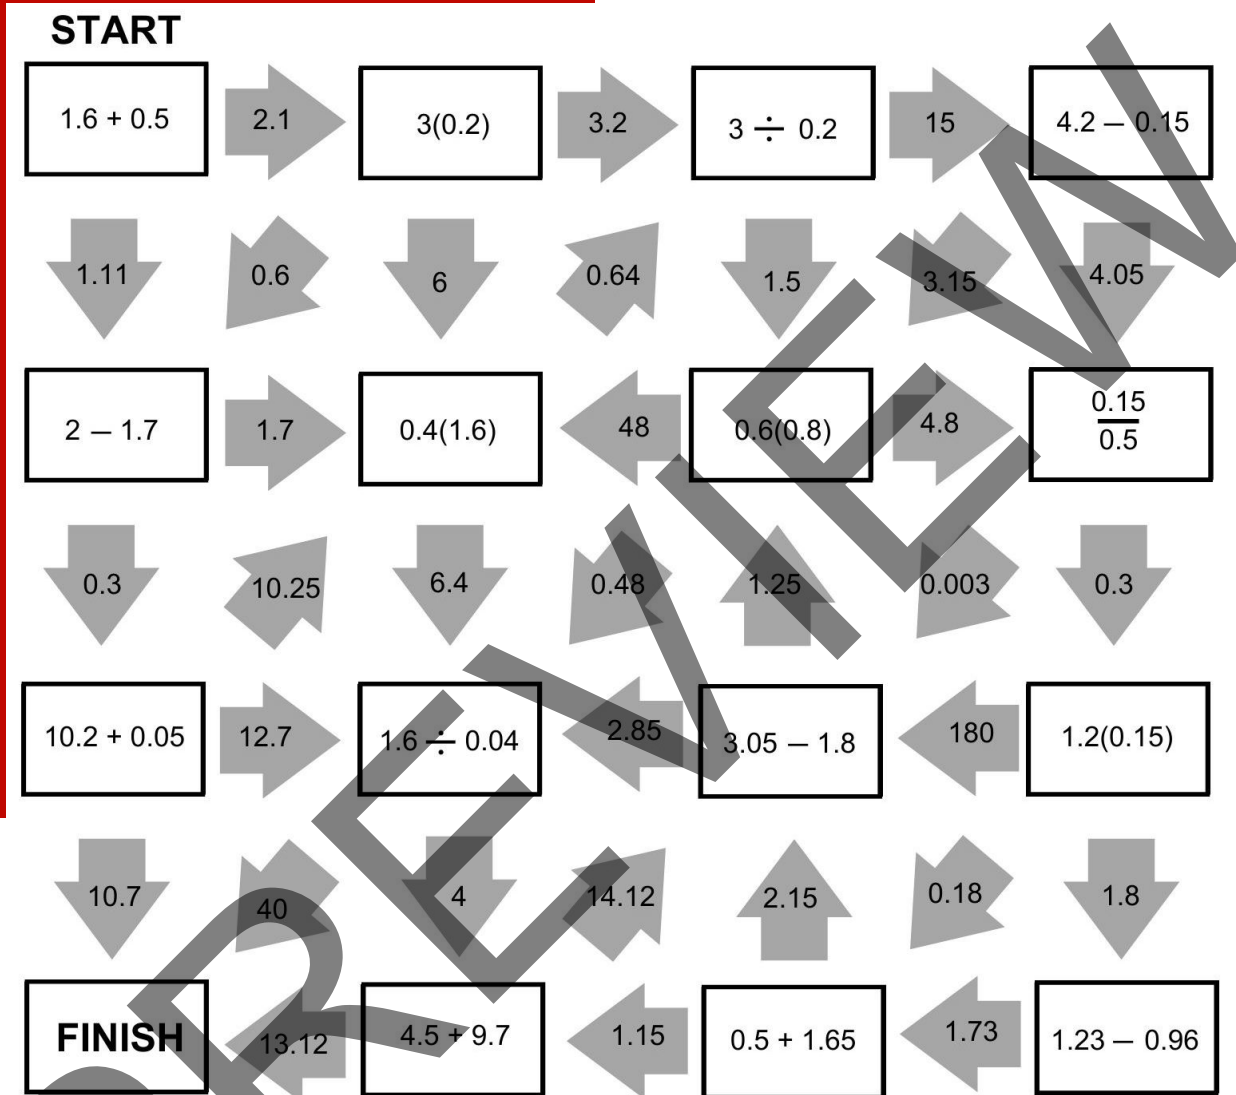 START
1.6 + 0.5 2.1 3(0.2) 3.2 3 ÷ 0.2 15 4.2 – 0.15
1.11 0.6 6 0.64 1.5 3.15 4.05
2 – 1.7 1.7 0.4(1.6) 48 0.6(0.8) 4.8 0.15
0.5
0.3 10.25 6.4 0.48 1.25 0.003 0.3
10.2 + 0.05 12.7 1.6 ÷ 0.04 2.85 3.05 – 1.8 180 1.2(0.15)
10.7 40 4 14.12 2.15 0.18 1.8
FINISH 13.12 4.5 + 9.7 1.15 0.5 + 1.65 1.73 1.23 – 0.96
PREVIEW